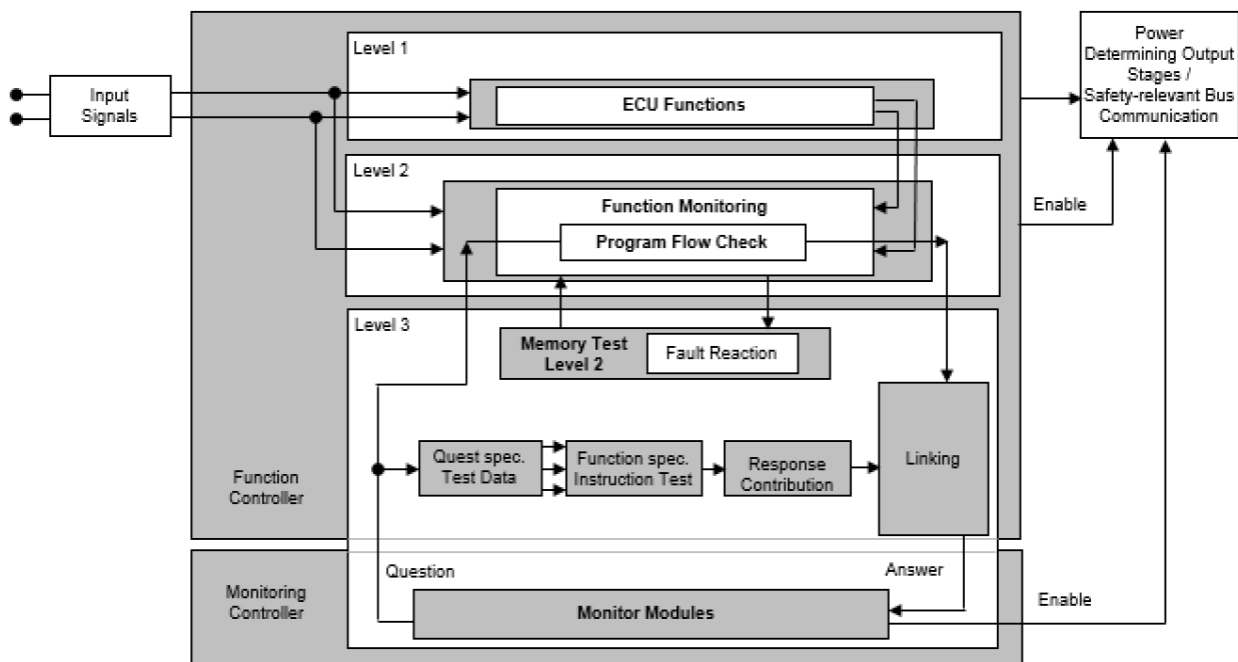 Level 1
Power
Determining Output
Stages /
Safety-relevant Bus
Communication
Input
Signals
ECU Functions
Level 2
Function Monitoring
Enable
Program Flow Check
Level 3
Memory Test
Level 2
Fault Reaction
Quest spec.
Test Data
Function spec.
Instruction Test
Response
Contribution
Linking
Function
Controller
Question
Answer
Monitoring
Controller
Monitor Modules
Enable